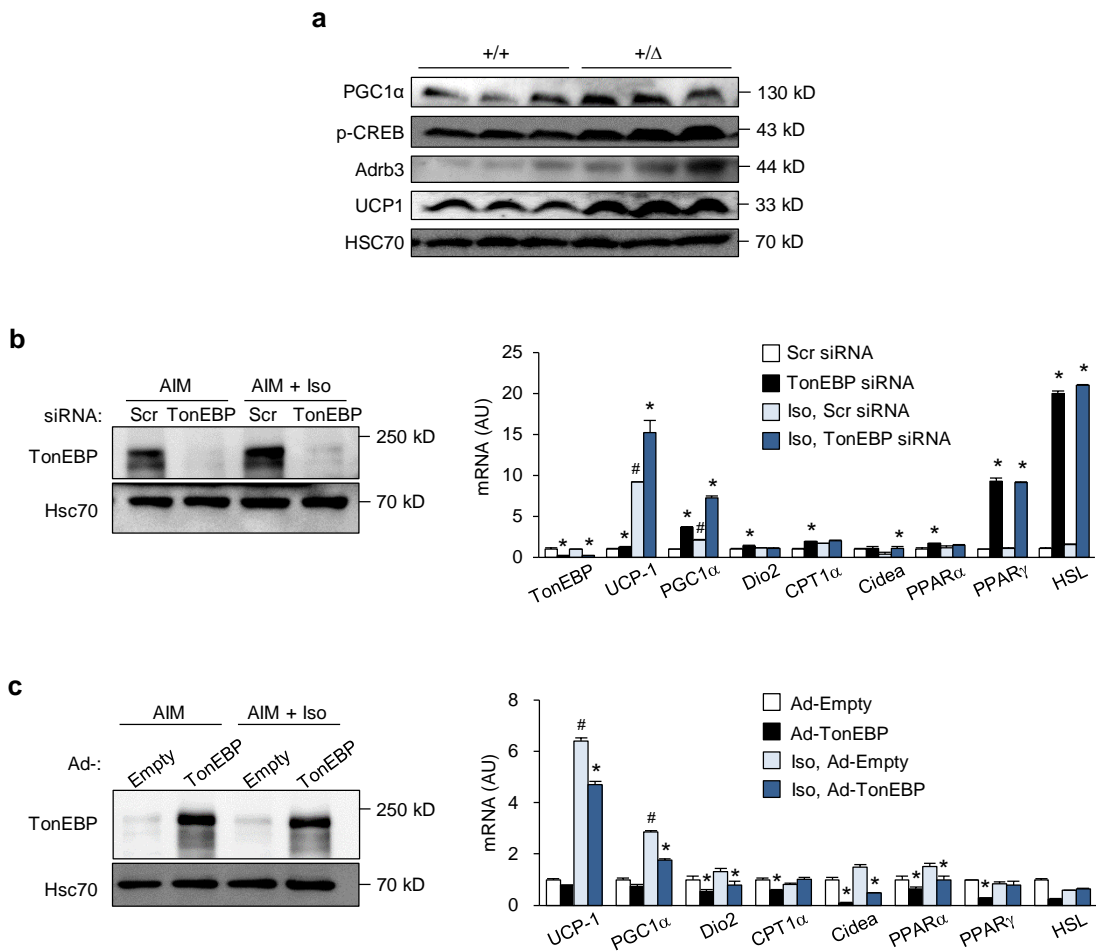 a
+/+ +/Δ
PGC1α 130 kD
p-CREB 43 kD
Adrb3 44 kD
UCP1 33 kD
HSC70 70 kD
b
AIM AIM + Iso
siRNA: Scr TonEBP Scr TonEBP
TonEBP 250 kD
Hsc70 70 kD
mRNA (AU)
25
20
15
10
5
0
Scr siRNA
TonEBP siRNA
Iso, Scr siRNA
Iso, TonEBP siRNA
* * * # * * # * * * * * * * * *
TonEBP UCP-1 PGC1α Dio2 CPT1α Cidea PPARα PPARγ HSL
c
AIM AIM + Iso
Ad-: Empty TonEBP Empty TonEBP
TonEBP 250 kD
Hsc70 70 kD
mRNA (AU)
8
6
4
2
0
Ad-Empty
Ad-TonEBP
Iso, Ad-Empty
Iso, Ad-TonEBP
# * # * * * * * * * * *
UCP-1 PGC1α Dio2 CPT1α Cidea PPARα PPARγ HSL